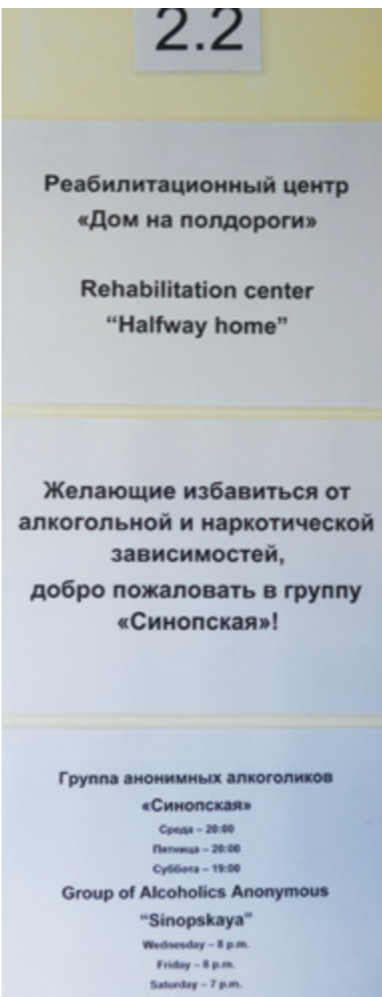 2.2
Реабилитационный центр
«Дом на полдороги»
Rehabilitation center
“Halfway home”
Желающие избавиться от
алкогольной и наркотической
зависимостей,
добро пожаловать в группу
«Синопская»!
Группа анонимных алкоголиков
«Синопская»
Среда – 20:00
Пятница – 20:00
Суббота – 19:00
Group of Alcoholics Anonymous
“Sinopskaya”
Wednesday – 8 p.m.
Friday – 8 p.m.
Saturday – 7 p.m.